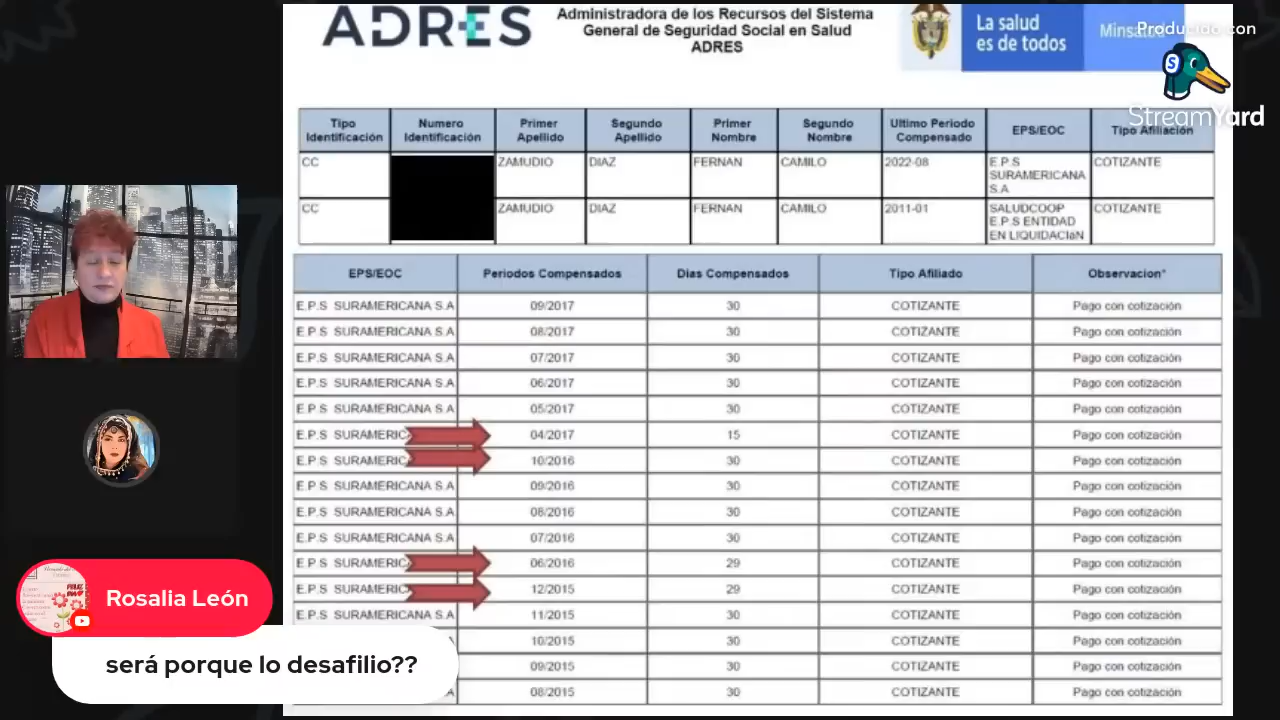 ADRES
Administradora de los Recursos del Sistema
General de Seguridad Social en Salud
ADRES
La salud
es de todos
Producido con
StreamYard
Tipo Identificación Numero Identificación Primer Apellido Segundo Apellido Primer Nombre Segundo Nombre Ultimo Periodo Compensado EPS/EOC Tipo Afiliación
CC ZAMUDIO DIAZ FERNAN CAMILO 2022-08 E.P.S SURAMERICANA S.A COTIZANTE
CC ZAMUDIO DIAZ FERNAN CAMILO 2011-01 SALUDCOOP E.P.S ENTIDAD EN LIQUIDACIóN COTIZANTE
EPS/EOC Periodos Compensados Dias Compensados Tipo Afiliado Observacion*
E.P.S SURAMERICANA S.A 09/2017 30 COTIZANTE Pago con cotización
E.P.S SURAMERICANA S.A 08/2017 30 COTIZANTE Pago con cotización
E.P.S SURAMERICANA S.A 07/2017 30 COTIZANTE Pago con cotización
E.P.S SURAMERICANA S.A 06/2017 30 COTIZANTE Pago con cotización
E.P.S SURAMERICANA S.A 05/2017 30 COTIZANTE Pago con cotización
E.P.S SURAMERIC 04/2017 15 COTIZANTE Pago con cotización
E.P.S SURAMERIC 10/2016 30 COTIZANTE Pago con cotización
E.P.S SURAMERICANA S.A 09/2016 30 COTIZANTE Pago con cotización
E.P.S SURAMERICANA S.A 08/2016 30 COTIZANTE Pago con cotización
E.P.S SURAMERICANA S.A 07/2016 30 COTIZANTE Pago con cotización
E.P.S SURAMERIC 06/2016 29 COTIZANTE Pago con cotización
E.P.S SURAMERIC 12/2015 29 COTIZANTE Pago con cotización
E.P.S SURAMERICANA S.A 11/2015 30 COTIZANTE Pago con cotización
A 10/2015 30 COTIZANTE Pago con cotización
09/2015 30 COTIZANTE Pago con cotización
A 08/2015 30 COTIZANTE Pago con cotización
Rosalia León
será porque lo desafilio??